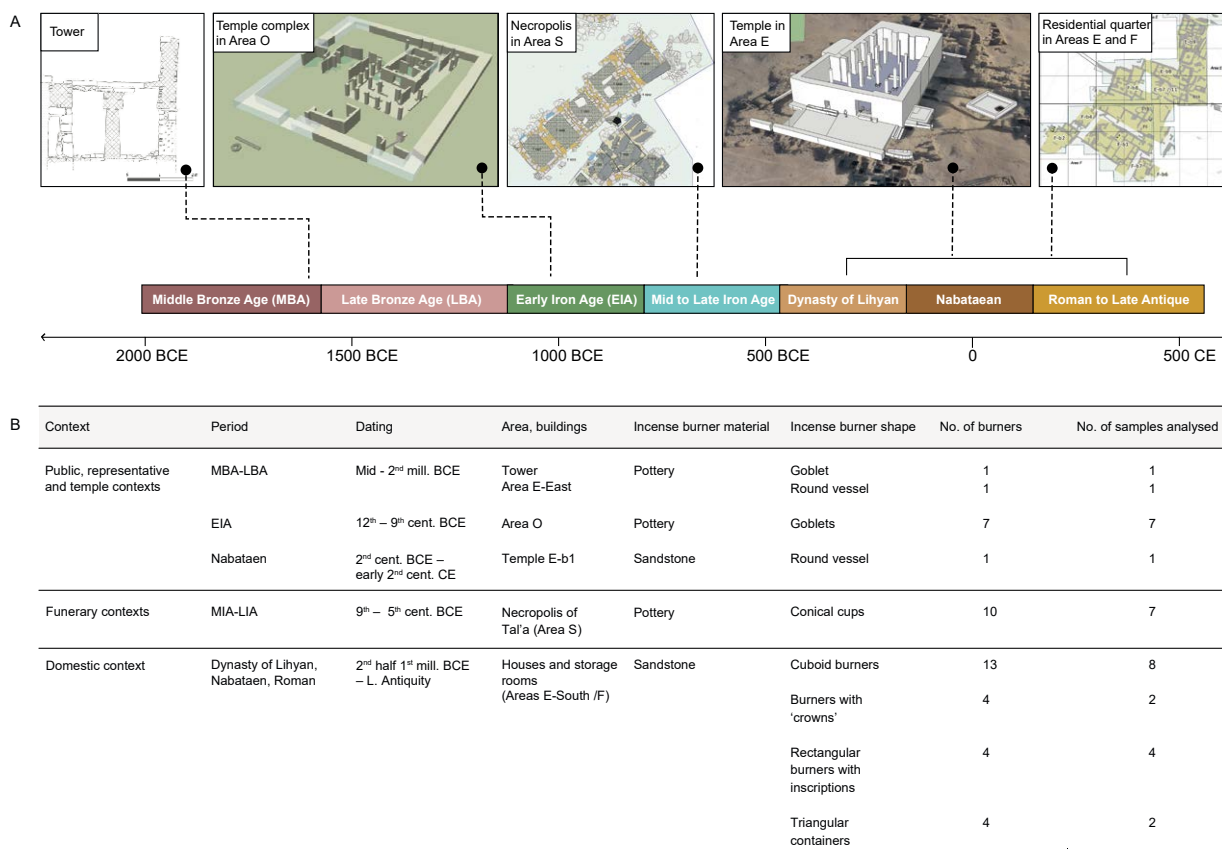 A
Tower
Temple complex
in Area O
Necropolis
in Area S
Temple in
Area E
Residential quarter
in Areas E and F
Middle Bronze Age (MBA)
Late Bronze Age (LBA)
Early Iron Age (EIA)
Mid to Late Iron Age
Dynasty of Lihyan
Nabataean
Roman to Late Antique
2000 BCE
1500 BCE
1000 BCE
500 BCE
0
500 CE
B
Context Period Dating Area, buildings Incense burner material Incense burner shape No. of burners No. of samples analysed
Public, representative MBA-LBA Mid - 2nd mill. BCE Tower Pottery Goblet 1 1
and temple contexts Area E-East Round vessel 1 1
EIA 12th – 9th cent. BCE Area O Pottery Goblets 7 7
Nabataen 2nd cent. BCE – Temple E-b1 Sandstone Round vessel 1 1
early 2nd cent. CE
Funerary contexts MIA-LIA 9th – 5th cent. BCE Necropolis of Pottery Conical cups 10 7
Tal'a (Area S)
Domestic context Dynasty of Lihyan, 2nd half 1st mill. BCE Houses and storage Sandstone Cuboid burners 13 8
Nabataen, Roman – L. Antiquity rooms
(Areas E-South /F) Burners with 4 2
'crowns'
Rectangular 4 4
burners with
inscriptions
Triangular 4 2
containers